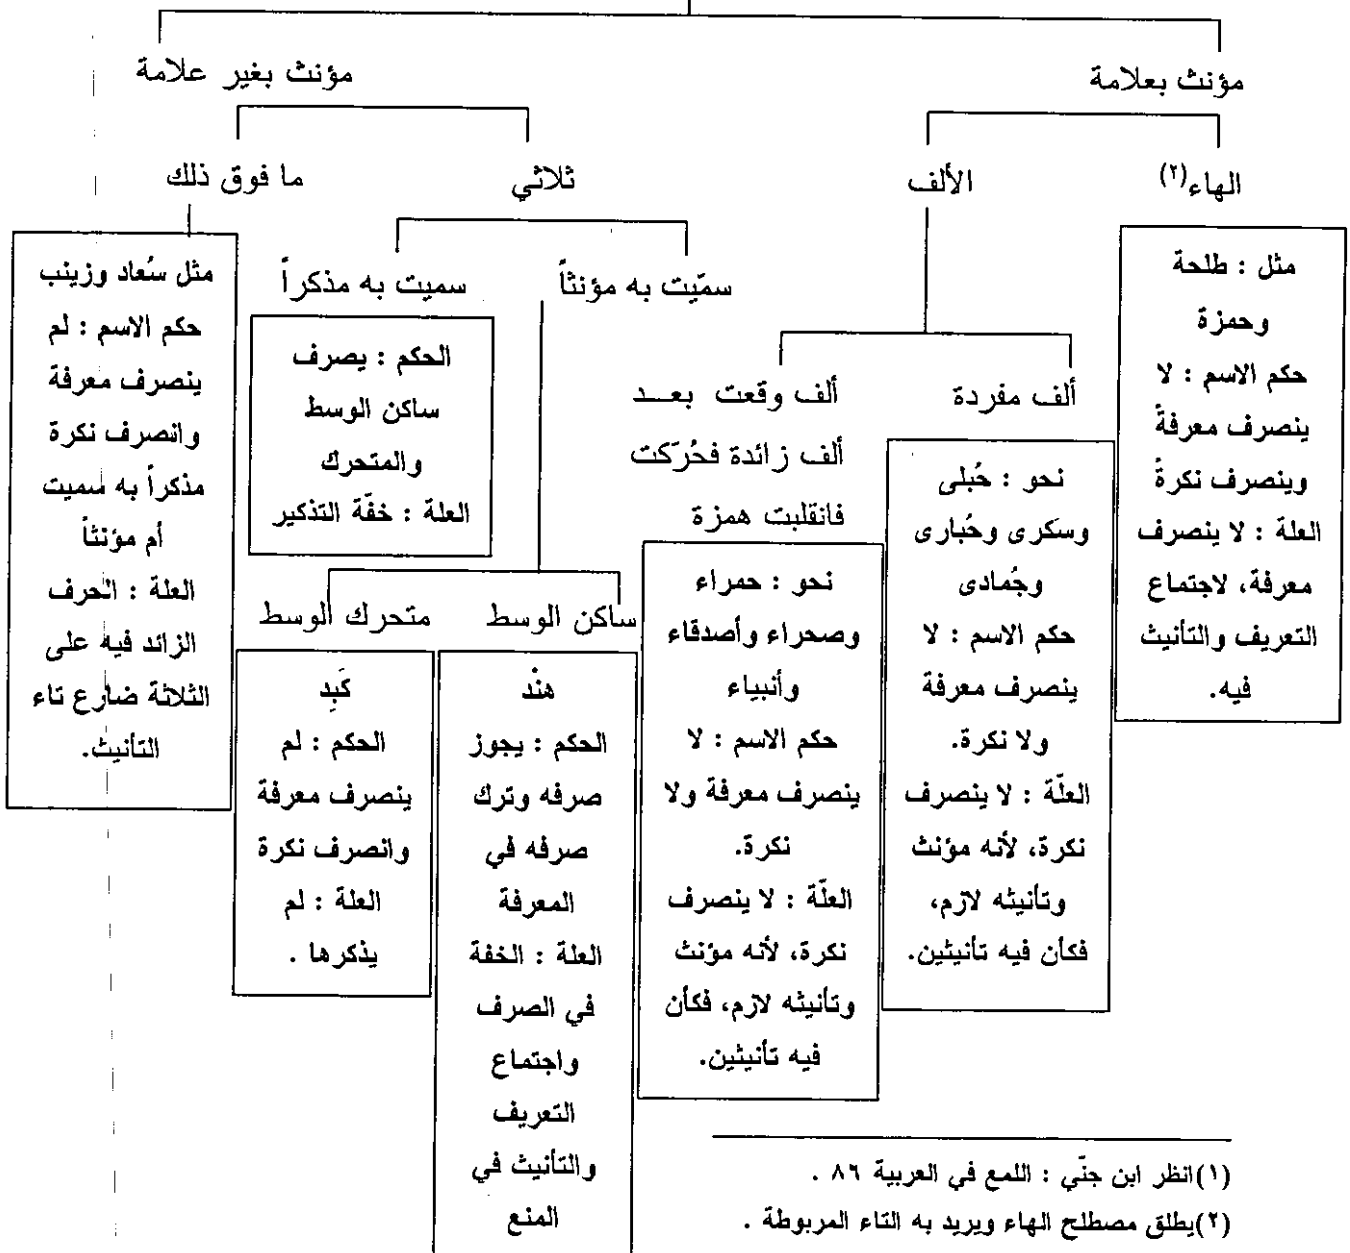 مؤنث بعلامة
مؤنث بغير علامة
الهاء(٢)
الألف
ثلاثي
ما فوق ذلك
مثل : طلحة
وحمزة
حكم الاسم : لا
ينصرف معرفةً
وينصرف نكرةً
العلة : لا ينصرف
معرفة، لاجتماع
التعريف والتأنيث
فيه.
ألف مفردة
نحو : حُبلى
وسكرى وحُبارى
وجُمادى
حكم الاسم : لا
ينصرف معرفة
ولا نكرة.
العلّة : لا ينصرف
نكرة، لأنه مؤنث
وتأنيثه لازم،
فكأن فيه تأنيثين.
ألف وقعت بعـد
ألف زائدة فحُرّكت
فانقلبت همزة
نحو : حمراء
وصحراء وأصدقاء
وأنبياء
حكم الاسم : لا
ينصرف معرفة ولا
نكرة.
العلّة : لا ينصرف
نكرة، لأنه مؤنث
وتأنيثه لازم، فكأن
فيه تأنيثين.
سمّيت به مؤنثاً
سميت به مذكراً
الحكم : يصرف
ساكن الوسط
والمتحرك
العلة : خفّة التذكير
ساكن الوسط
متحرك الوسط
هنْد
الحكم : يجوز
صرفه وترك
صرفه في
المعرفة
العلة : الخفة
في الصرف
واجتماع
التعريف
والتأنيث في
المنع
كَبِد
الحكم : لم
ينصرف معرفة
وانصرف نكرة
العلة : لم
يذكرها .
مثل سُعاد وزينب
حكم الاسم : لم
ينصرف معرفة
وانصرف نكرة
مذكراً به سميت
أم مؤنثاً
العلة : الحرف
الزائد فيه على
الثلاثة ضارع تاء
التأنيث.
(١)انظر ابن جنّي : اللمع في العربية ٨٦ .
(٢)يطلق مصطلح الهاء ويريد به التاء المربوطة .